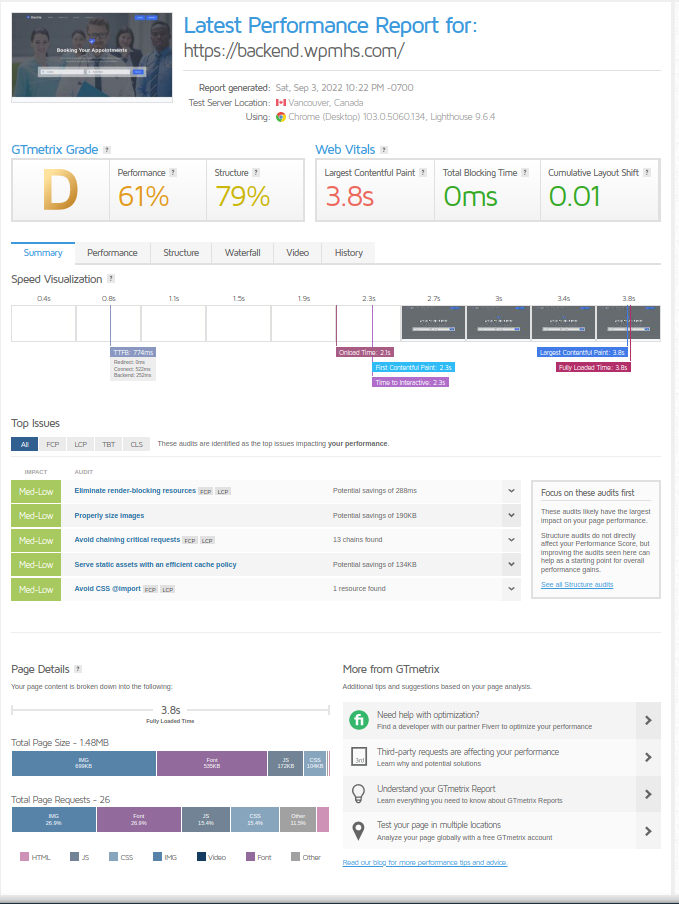 Booking Your Appointments
Latest Performance Report for:
https://backend.wpmhs.com/
Report generated: Sat, Sep 3, 2022 10:22 PM -0700
Test Server Location: Vancouver, Canada
Using: Chrome (Desktop) 103.0.5060.134, Lighthouse 9.6.4
GTmetrix Grade ?
Web Vitals ?
D
Performance ?
61%
Structure ?
79%
Largest Contentful Paint ?
3.8s
Total Blocking Time ?
0ms
Cumulative Layout Shift ?
0.01
Summary Performance Structure Waterfall Video History
Speed Visualization ?
0.4s 0.8s 1.1s 1.5s 1.9s 2.3s 2.7s 3s 3.4s 3.8s
TTFB: 774ms
Redirect: 0ms
Connect: 522ms
Backend: 252ms
Onload Time: 2.1s
First Contentful Paint: 2.3s
Time to Interactive: 2.3s
Largest Contentful Paint: 3.8s
Fully Loaded Time: 3.8s
Top Issues
All FCP LCP TBT CLS These audits are identified as the top issues impacting your performance.
IMPACT AUDIT
Med-Low Eliminate render-blocking resources FCP LCP Potential savings of 288ms
Med-Low Properly size images Potential savings of 190KB
Med-Low Avoid chaining critical requests FCP LCP 13 chains found
Med-Low Serve static assets with an efficient cache policy Potential savings of 134KB
Med-Low Avoid CSS @import FCP LCP 1 resource found
Focus on these audits first
These audits likely have the largest
impact on your page performance.
Structure audits do not directly
affect your Performance Score, but
improving the audits seen here can
help as a starting point for overall
performance gains.
See all Structure audits
Page Details ?
Your page content is broken down into the following:
3.8s
Fully Loaded Time
Total Page Size - 1.48MB
IMG Font JS CSS
699KB 535KB 172KB 104KB
Total Page Requests - 26
IMG Font JS CSS Other
26.9% 26.9% 15.4% 15.4% 11.5%
HTML JS CSS IMG Video Font Other
More from GTmetrix
Additional tips and suggestions based on your page analysis.
fi
Need help with optimization?
Find a developer with our partner Fiverr to optimize your performance
3rd
Third-party requests are affecting your performance
Learn why and potential solutions
Understand your GTmetrix Report
Learn everything you need to know about GTmetrix Reports
Test your page in multiple locations
Analyze your page globally with a free GTmetrix account
Read our blog for more performance tips and advice.